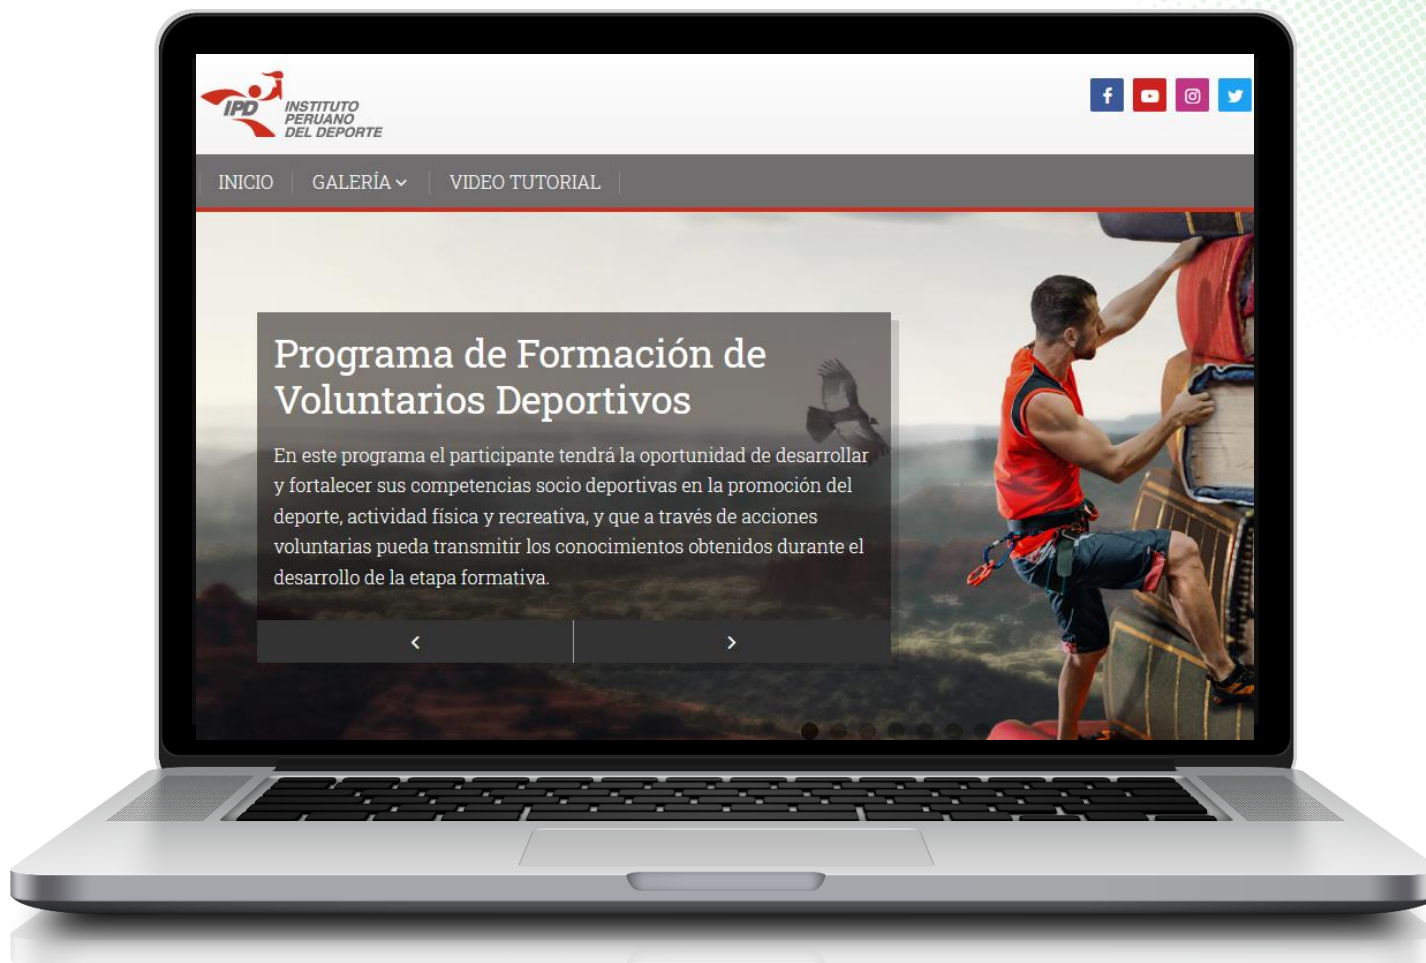 IPD
INSTITUTO
PERUANO
DEL DEPORTE
INICIO
GALERÍA
VIDEO TUTORIAL
Programa de Formación de
Voluntarios Deportivos
En este programa el participante tendrá la oportunidad de desarrollar
y fortalecer sus competencias socio deportivas en la promoción del
deporte, actividad física y recreativa, y que a través de acciones
voluntarias pueda transmitir los conocimientos obtenidos durante el
desarrollo de la etapa formativa.